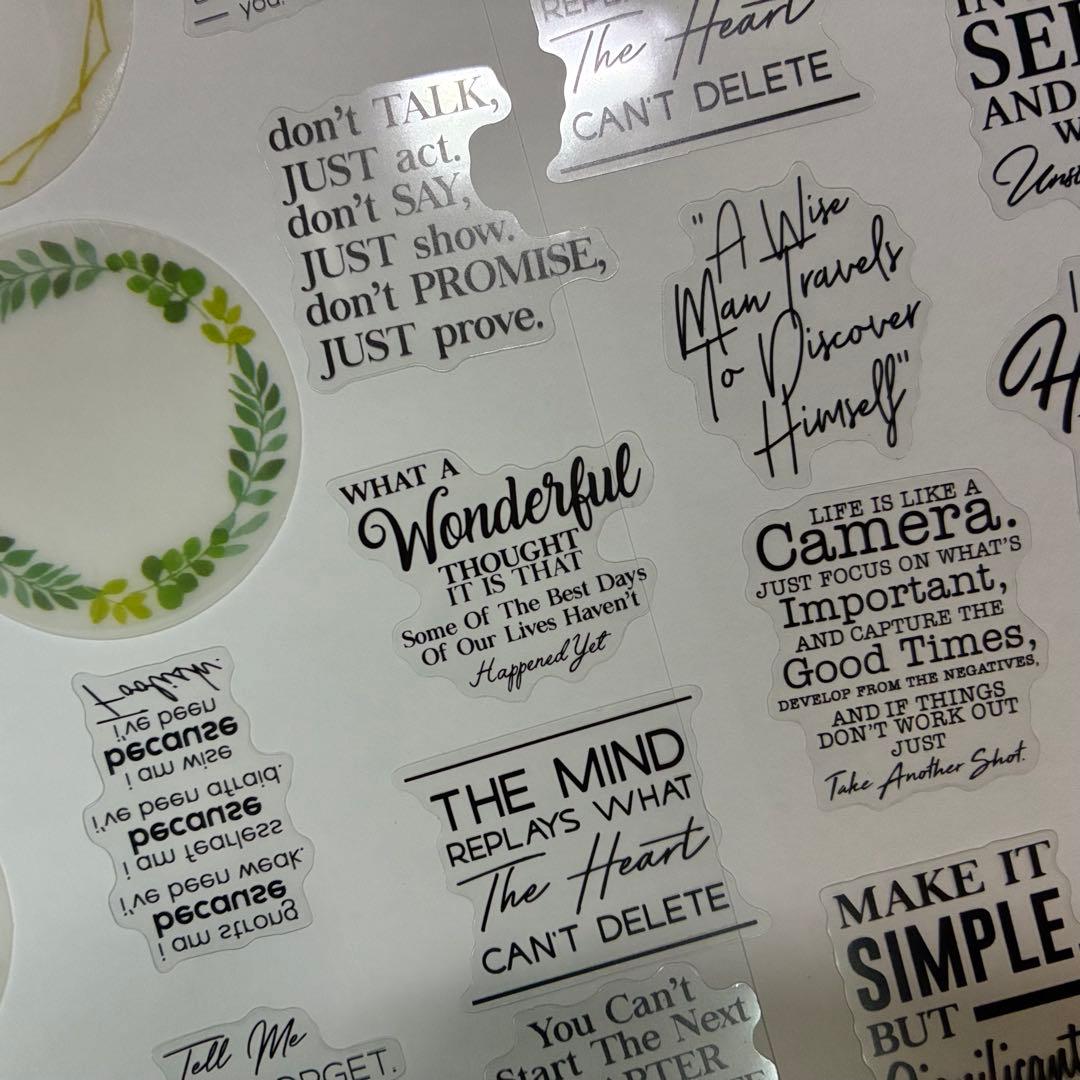 you.
don't TALK,
JUST act.
don't SAY,
JUST show.
don't PROMISE,
JUST prove.
REPLAYS
The Heart
CAN'T DELETE
IN
AND
"A Wise
Man Travels
To Discover
Himself"
WHAT A
Wonderful
THOUGHT
IT IS THAT
Some Of The Best Days
Of Our Lives Haven't
Happened Yet
LIFE IS LIKE A
Camera.
JUST FOCUS ON WHAT'S
Important,
AND CAPTURE THE
Good Times,
DEVELOP FROM THE NEGATIVES,
AND IF THINGS
DON'T WORK OUT
JUST
Take Another Shot.
i am strong
because
i've been weak.
i am fearless
because
i've been afraid.
i am wise
because
i've been
foolish.
THE MIND
REPLAYS WHAT
The Heart
CAN'T DELETE
MAKE IT
SIMPLE,
BUT
Tell Me
You Can't
Start The Next